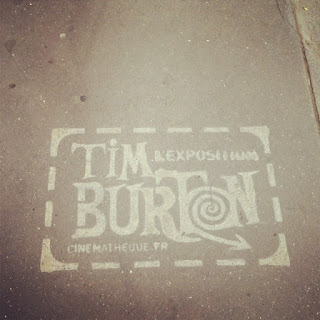 TiM
L'EXPOSITION
BURTON
CINEMATHEQUE.FR